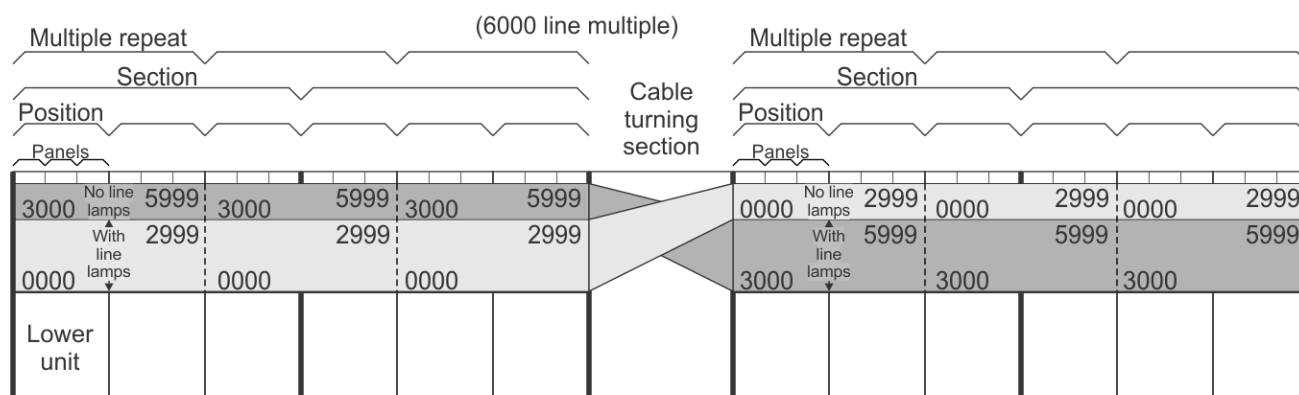 (6000 line multiple)
Multiple repeat
Section
Position
Panels
Cable
turning
section
Multiple repeat
Section
Position
Panels
3000
No line
lamps
5999
3000
5999
3000
5999
With
line
lamps
2999
2999
2999
0000
0000
0000
0000
No line
lamps
2999
0000
2999
0000
2999
With
line
lamps
5999
5999
5999
3000
3000
3000
Lower
unit